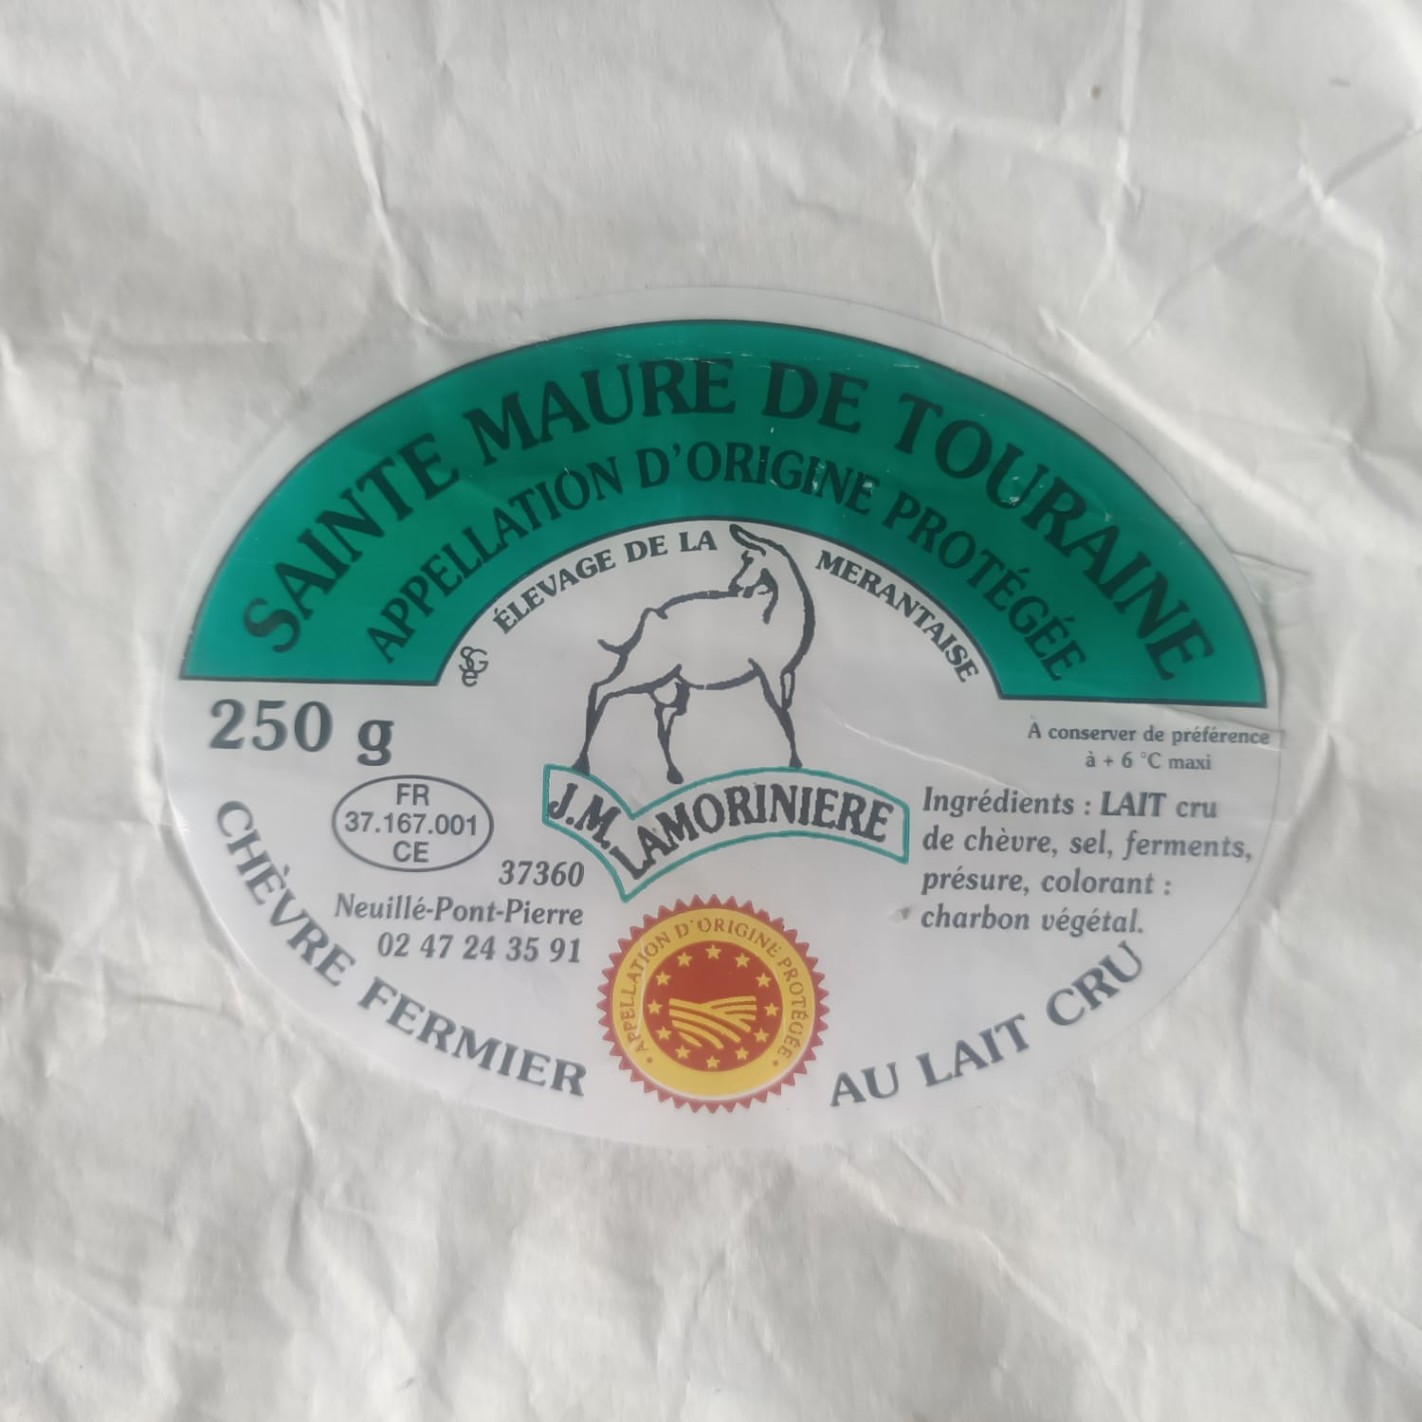 SAINTE MAURE DE TOURAINE
APPELLATION D'ORIGINE PROTÉGÉE
ÉLEVAGE DE LA MERANTAISE
250 g
À conserver de préférence
à + 6 °C maxi
FR
37.167.001
CE
J.M. LAMORINIERE
Ingrédients : LAIT cru
de chèvre, sel, ferments,
présure, colorant :
charbon végétal.
37360
Neuillé-Pont-Pierre
02 47 24 35 91
APPELLATION D'ORIGINE PROTÉGÉE
CHÈVRE FERMIER AU LAIT CRU